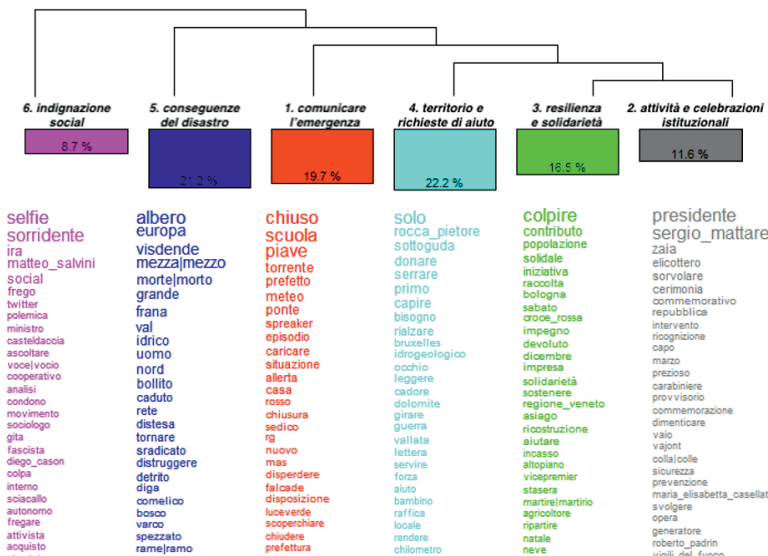 6. indignazione
social
8.7 %
selfie
sorridente
ira
matteo_salvini
social
frego
twitter
polemica
ministro
casteldaccia
ascoltare
voce|vocio
cooperativo
analisi
condono
movimento
sociologo
gita
fascista
diego_cason
colpa
interno
sciacallo
autonomo
fregare
attivista
acquisto
5. conseguenze
del disastro
21.2 %
albero
europa
visdende
mezza|mezzo
morte|morto
grande
frana
val
idrico
uomo
nord
bollito
caduto
rete
distesa
tornare
sradicato
distruggere
detrito
diga
comelico
bosco
varco
spezzato
rame|ramo
1. comunicare
l'emergenza
19.7 %
chiuso
scuola
piave
torrente
prefetto
meteo
ponte
spreaker
episodio
caricare
situazione
allerta
casa
rosso
chiusura
sedico
rg
nuovo
mas
disperdere
falcade
disposizione
luceverde
scoperchiare
chiudere
prefettura
4. territorio e
richieste di aiuto
22.2 %
solo
rocca_pietore
sottoguda
donare
serrare
primo
capire
bisogno
rialzare
bruxelles
idrogeologico
occhio
leggere
cadore
dolomite
girare
guerra
vallata
lettera
servire
forza
aiuto
bambino
raffica
locale
rendere
chilometro
3. resilienza
e solidarietà
16.5 %
colpire
contributo
popolazione
solidale
iniziativa
raccolta
bologna
sabato
croce_rossa
impegno
devoluto
dicembre
impresa
solidarietà
sostenere
regione_veneto
asiago
ricostruzione
aiutare
incasso
altopiano
vicepremier
stasera
martire|martirio
agricoltore
ripartire
natale
neve
2. attività e celebrazioni
istituzionali
11.6 %
presidente
sergio_mattare
zaia
elicottero
sorvolare
cerimonia
commemorativo
repubblica
intervento
ricognizione
capo
marzo
prezioso
carabiniere
provvisorio
commemorazione
dimenticare
vaio
vajont
colla|colle
sicurezza
prevenzione
maria_elisabetta_casellat
svolgere
opera
generatore
roberto_padrin
vigili_del_fuoco